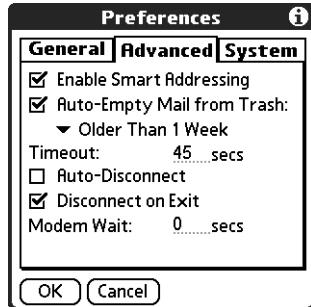 Preferences
General Advanced System
Enable Smart Addressing
Auto-Empty Mail from Trash:
Older Than 1 Week
Timeout: 45 secs
Auto-Disconnect
Disconnect on Exit
Modem Wait: 0 secs
OK Cancel